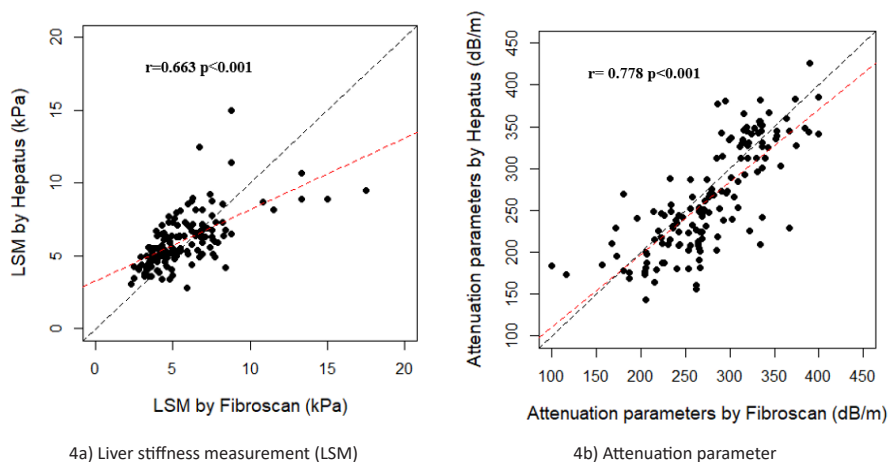 r=0.663 p<0.001
LSM by Hepatus (kPa)
20
15
10
5
0
0 5 10 15 20
LSM by Fibroscan (kPa)
4a) Liver stiffness measurement (LSM)
r= 0.778 p<0.001
Attenuation parameters by Hepatus (dB/m)
450
400
350
300
250
200
150
100
100 150 200 250 300 350 400 450
Attenuation parameters by Fibroscan (dB/m)
4b) Attenuation parameter